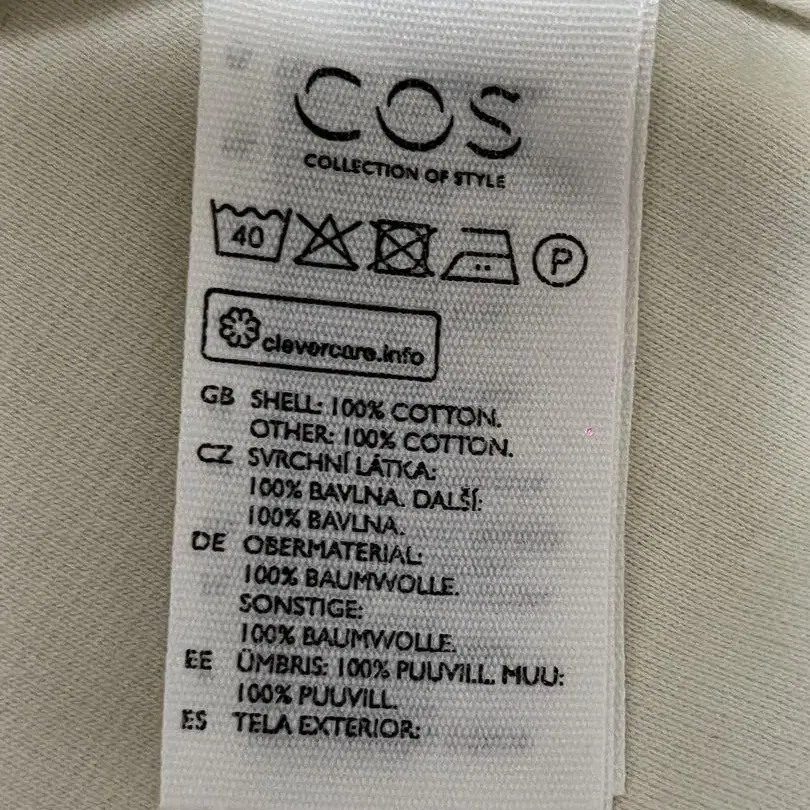 COS
COLLECTION OF STYLE
40
P
clevercare.info
GB SHELL: 100% COTTON.
OTHER: 100% COTTON.
CZ SVRCHNÍ LÁTKA:
100% BAVLNA. DALŠÍ:
100% BAVLNA.
DE OBERMATERIAL:
100% BAUMWOLLE.
SONSTIGE:
100% BAUMWOLLE.
EE ÜMBRIS: 100% PUUVILL. MUU:
100% PUUVILL.
ES TELA EXTERIOR: